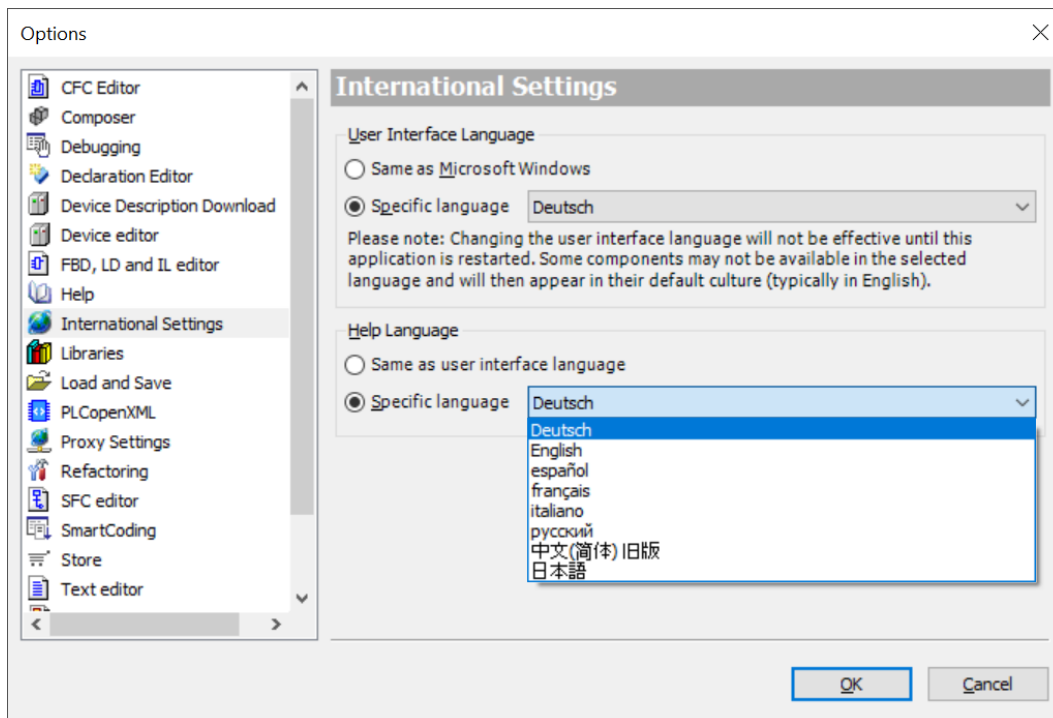 Options
CFC Editor
Composer
Debugging
Declaration Editor
Device Description Download
Device editor
FBD, LD and IL editor
Help
International Settings
Libraries
Load and Save
PLCopenXML
Proxy Settings
Refactoring
SFC editor
SmartCoding
Store
Text editor
International Settings
User Interface Language
Same as Microsoft Windows
Specific language Deutsch
Please note: Changing the user interface language will not be effective until this
application is restarted. Some components may not be available in the selected
language and will then appear in their default culture (typically in English).
Help Language
Same as user interface language
Specific language Deutsch
Deutsch
English
español
français
italiano
русский
中文(简体) 旧版
日本語
OK Cancel